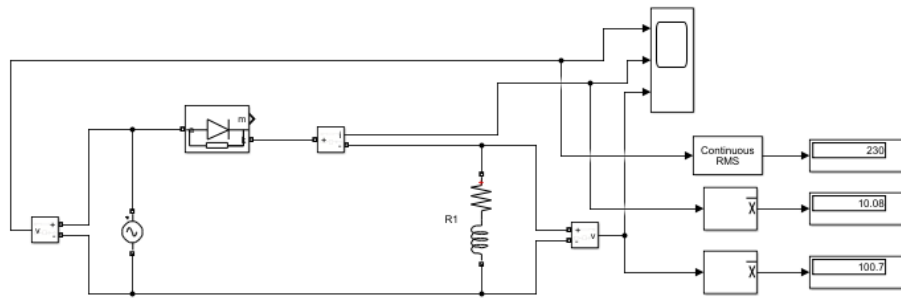 m
a
k
+
i
-
Continuous
RMS
230
R1
+
v
-
+
v
-
X
10.08
X
100.7